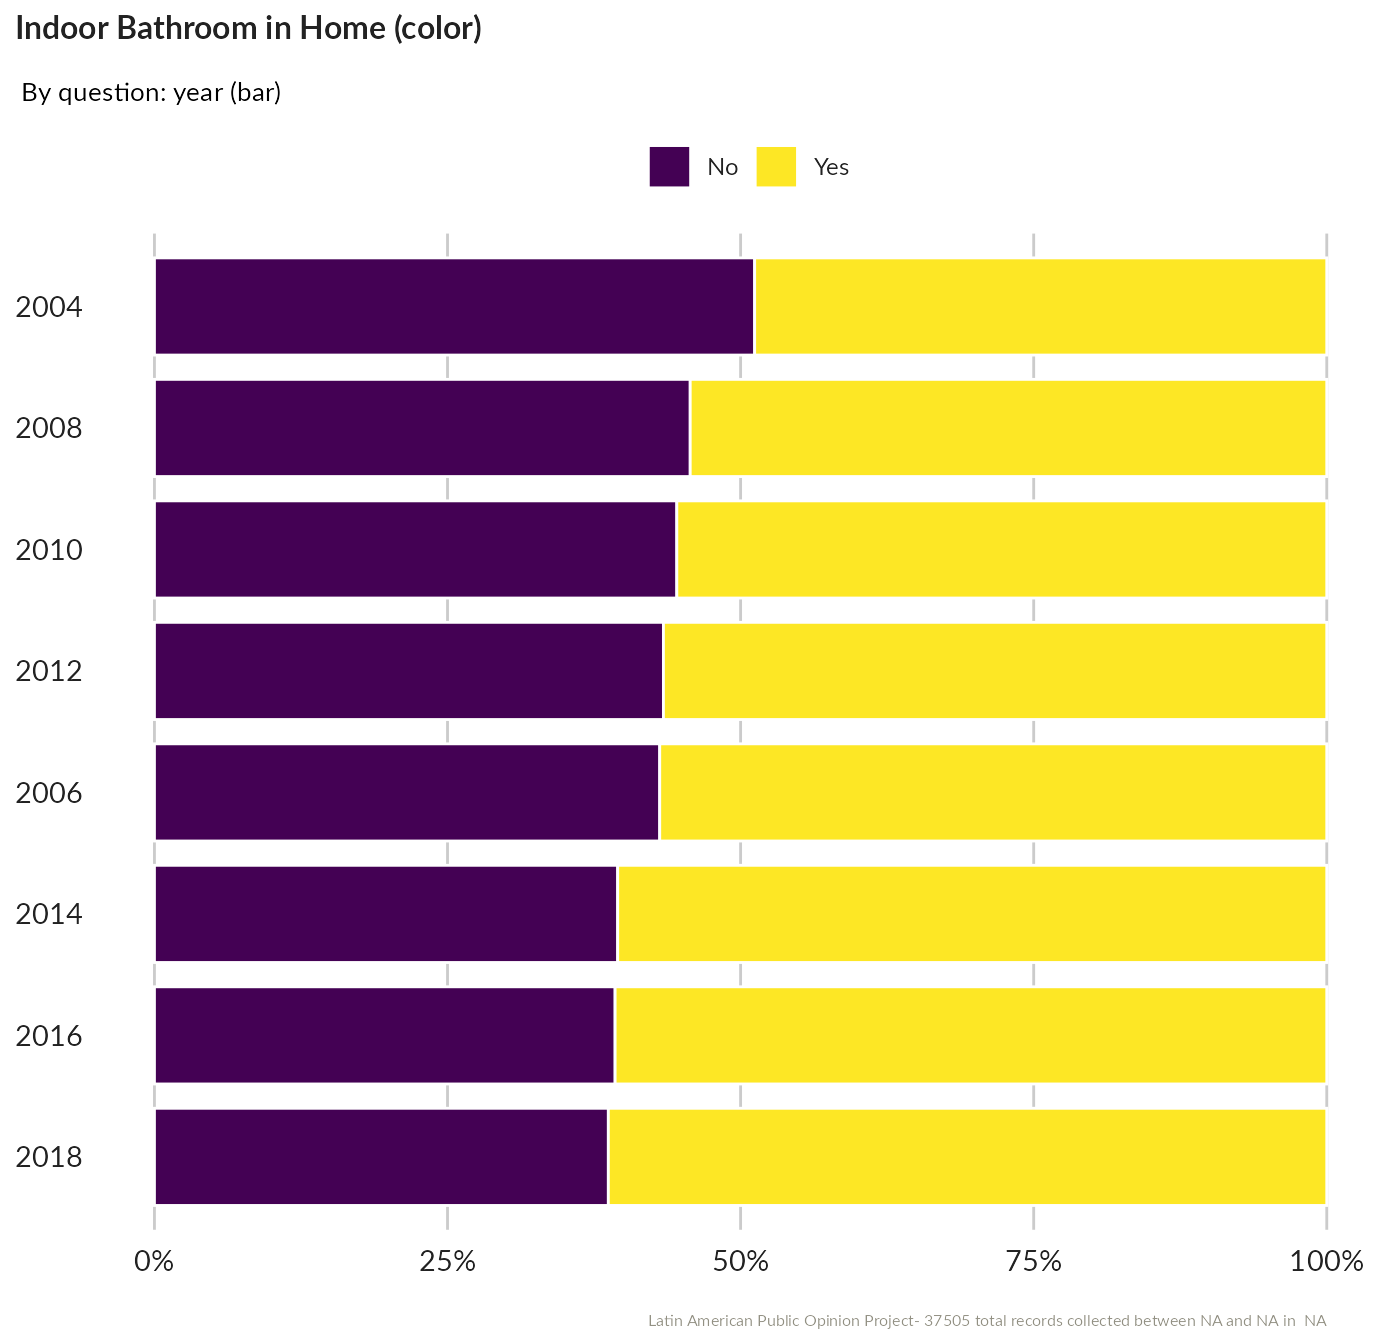 Indoor Bathroom in Home (color)
By question: year (bar)
No Yes
2004
2008
2010
2012
2006
2014
2016
2018
0% 25% 50% 75% 100%
Latin American Public Opinion Project- 37505 total records collected between NA and NA in  NA